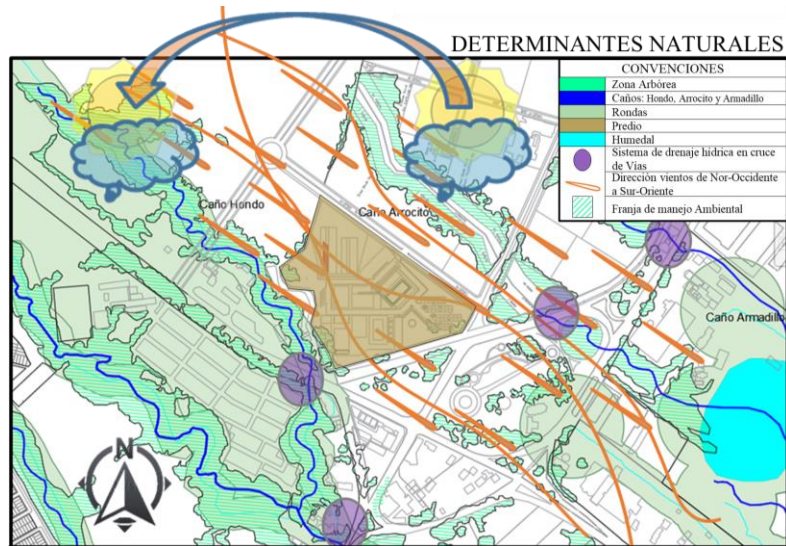 DETERMINANTES NATURALES
CONVENCIONES
Zona Arbórea
Caños: Hondo, Arrocito y Armadillo
Rondas
Predio
Humedal
Sistema de drenaje hídrica en cruce
de Vías
Dirección vientos de Nor-Occidente
a Sur-Oriente
Franja de manejo Ambiental
Caño Hondo
Caño Arrocito
Caño Armadillo
N